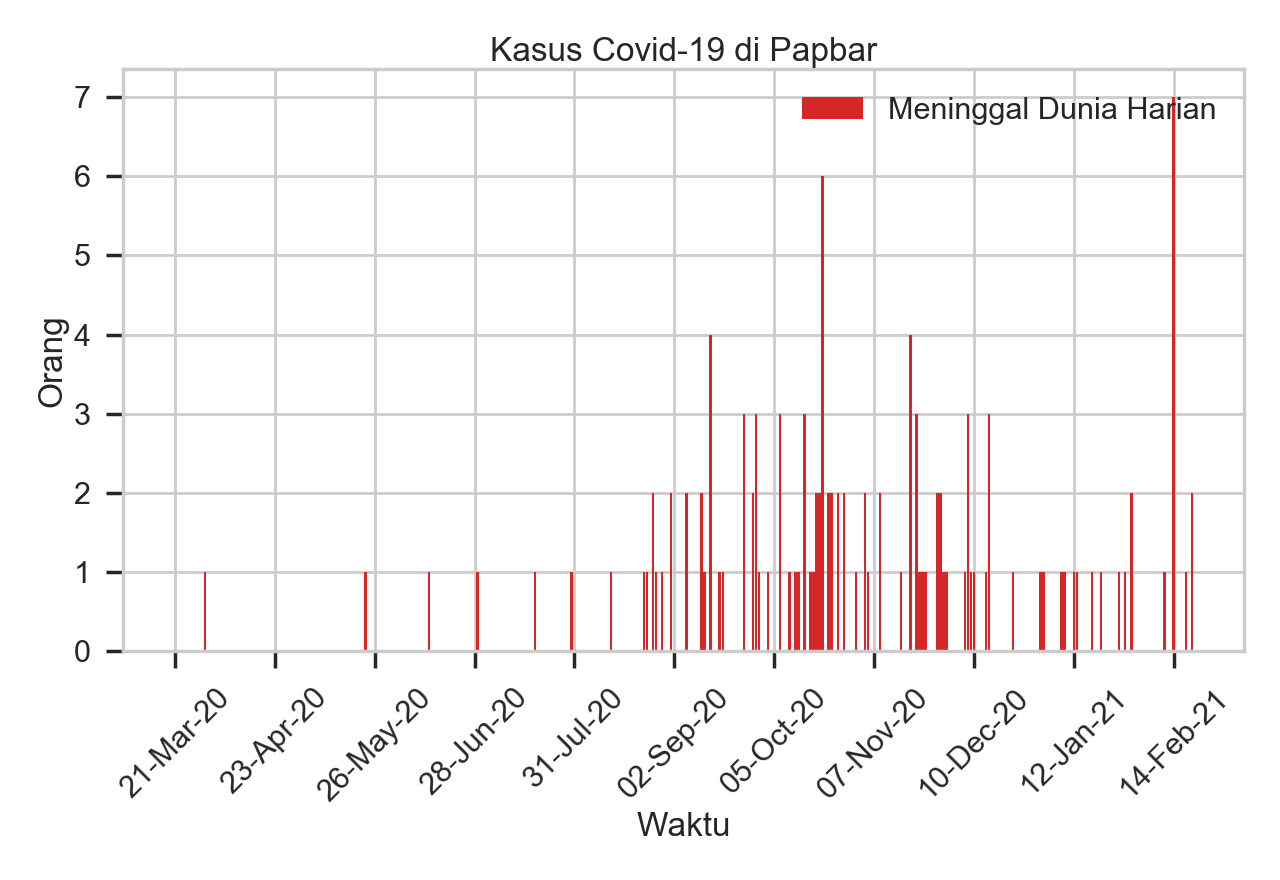 Kasus Covid-19 di Papbar
Meninggal Dunia Harian
7
6
5
4
3
2
1
0
Orang
21-Mar-20
23-Apr-20
26-May-20
28-Jun-20
31-Jul-20
02-Sep-20
05-Oct-20
07-Nov-20
10-Dec-20
12-Jan-21
14-Feb-21
Waktu